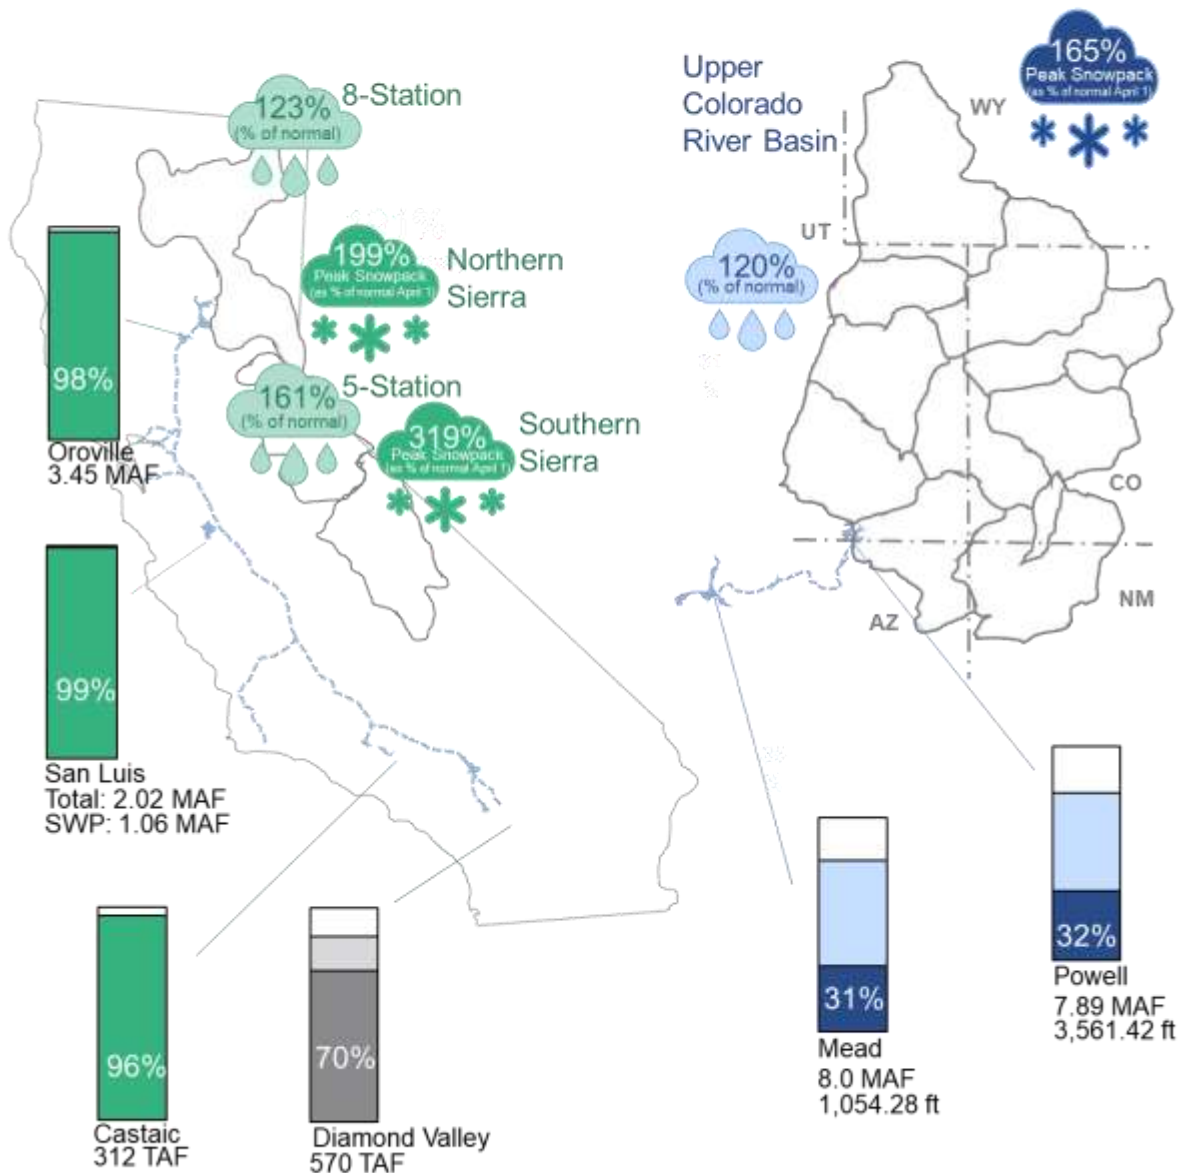 123%
(% of normal)
8-Station
199%
Peak Snowpack
(as % of normal April 1)
Northern
Sierra
161%
(% of normal)
5-Station
319%
Peak Snowpack
(as % of normal April 1)
Southern
Sierra
98%
Oroville
3.45 MAF
99%
San Luis
Total: 2.02 MAF
SWP: 1.06 MAF
96%
Castaic
312 TAF
70%
Diamond Valley
570 TAF
Upper
Colorado
River Basin
165%
Peak Snowpack
(as % of normal April 1)
WY
UT
120%
(% of normal)
CO
NM
AZ
31%
Mead
8.0 MAF
1,054.28 ft
32%
Powell
7.89 MAF
3,561.42 ft